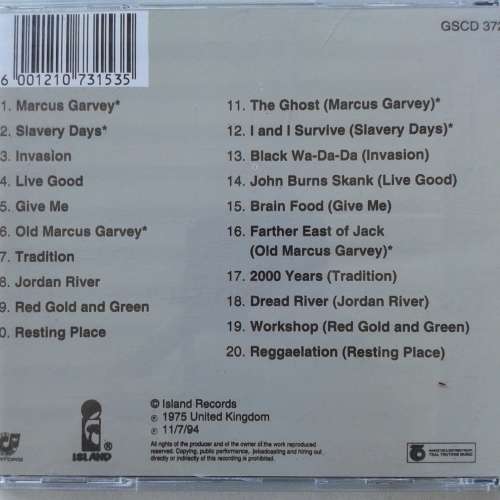 GSCD 372
6 001210 731535
1. Marcus Garvey*
2. Slavery Days*
3. Invasion
4. Live Good
5. Give Me
6. Old Marcus Garvey*
7. Tradition
8. Jordan River
9. Red Gold and Green
0. Resting Place
11. The Ghost (Marcus Garvey)*
12. I and I Survive (Slavery Days)*
13. Black Wa-Da-Da (Invasion)
14. John Burns Skank (Live Good)
15. Brain Food (Give Me)
16. Farther East of Jack
(Old Marcus Garvey)*
17. 2000 Years (Tradition)
18. Dread River (Jordan River)
19. Workshop (Red Gold and Green)
20. Reggaelation (Resting Place)
ISLAND ®
© Island Records
℗ 1975 United Kingdom
℗ 11/7/94
All rights of the producer and of the owner of the work reproduced
reserved. Copying, public performance, broadcasting and hiring out
directly or indirectly of this recording is prohibited.